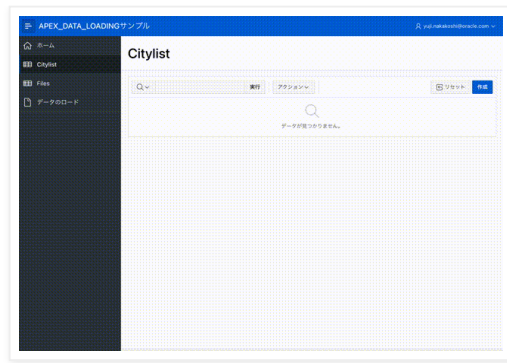 APEX_DATA_LOADINGサンプル
yuji.nakakoshi@oracle.com
ホーム
Citylist
Files
データのロード
Citylist
実行
アクション
リセット
作成
データが見つかりません。